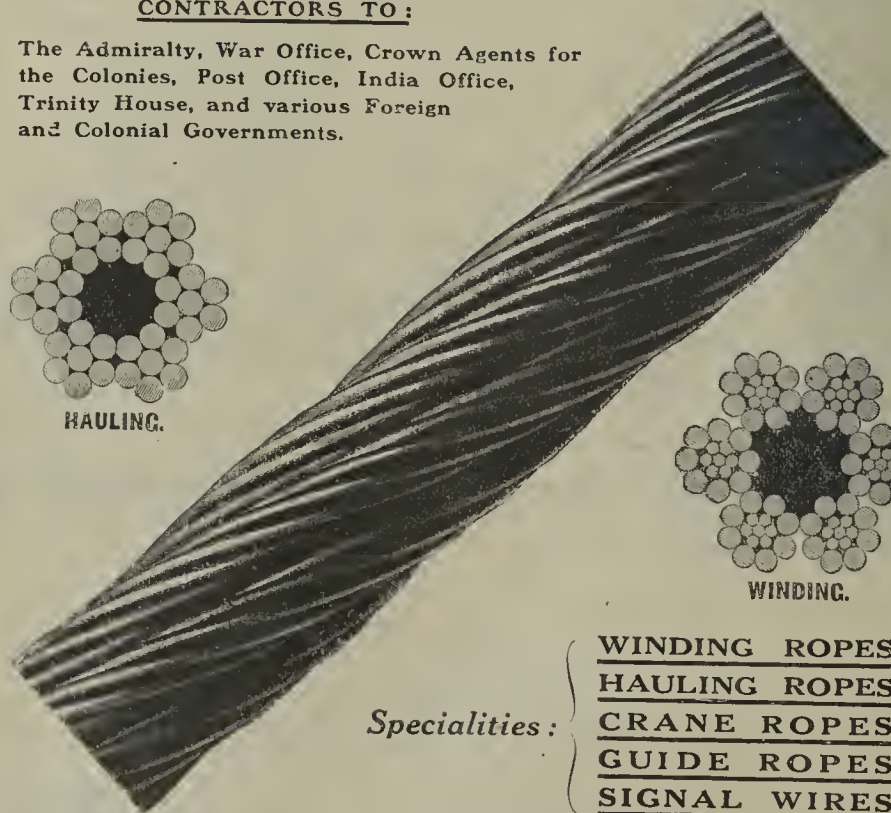 CONTRACTORS TO:
The Admiralty, War Office, Crown Agents for
the Colonies, Post Office, India Office,
Trinity House, and various Foreign
and Colonial Governments.
HAULING.
WINDING.
Specialities:
WINDING ROPES
HAULING ROPES
CRANE ROPES
GUIDE ROPES
SIGNAL WIRES